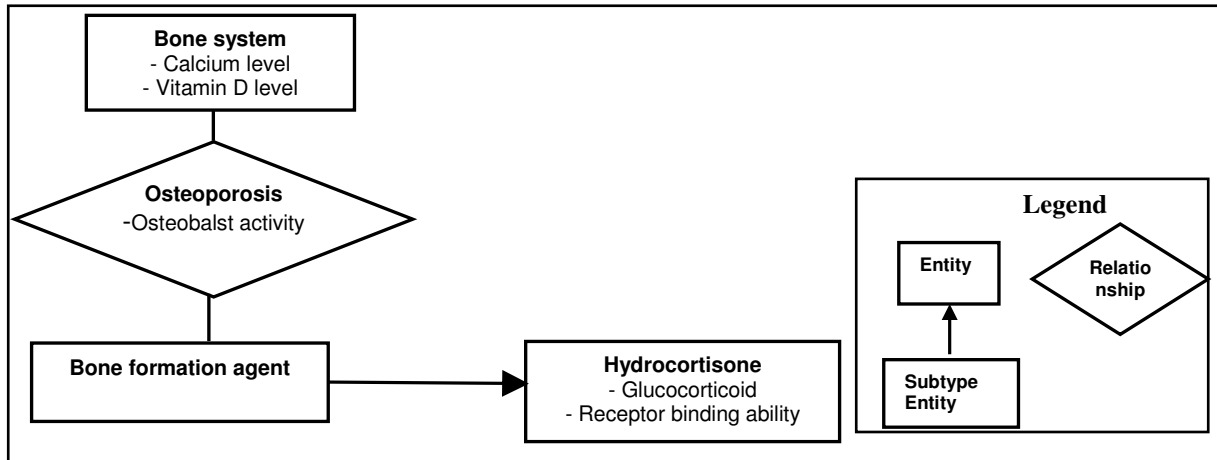 Bone system
- Calcium level
- Vitamin D level
Osteoporosis
-Osteobalst activity
Bone formation agent
Hydrocortisone
- Glucocorticoid
- Receptor binding ability
Legend
Entity
Relatio
nship
Subtype
Entity